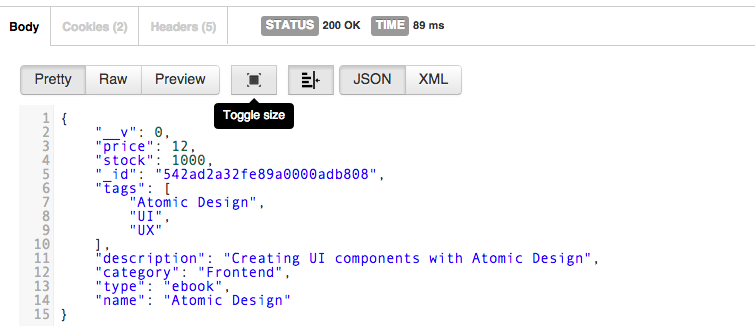 Body Cookies (2) Headers (5) STATUS 200 OK TIME 89 ms
Pretty Raw Preview JSON XML
Toggle size
1 {
2 "__v": 0,
3 "price": 12,
4 "stock": 1000,
5 "_id": "542ad2a32fe89a0000adb808",
6 "tags": [
7 "Atomic Design",
8 "UI",
9 "UX"
10 ],
11 "description": "Creating UI components with Atomic Design",
12 "category": "Frontend",
13 "type": "ebook",
14 "name": "Atomic Design"
15 }